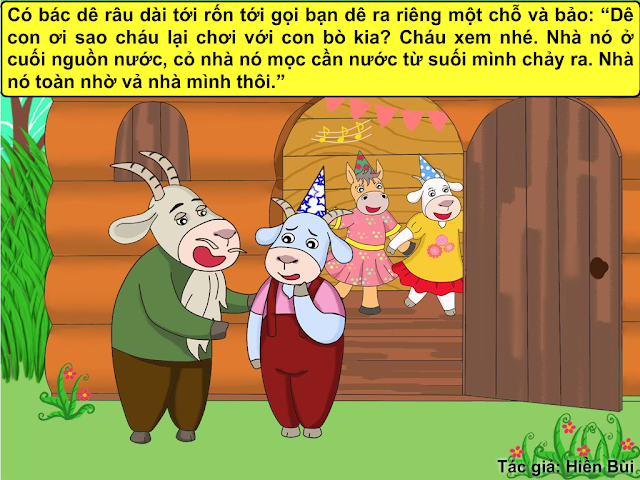 Có bác dê râu dài tới rốn tới gọi bạn dê ra riêng một chỗ và bảo: “Dê
con ơi sao cháu lại chơi với con bò kia? Cháu xem nhé. Nhà nó ở
cuối nguồn nước, cỏ nhà nó mọc cần nước từ suối mình chảy ra. Nhà
nó toàn nhờ vả nhà mình thôi.”
Tác giả: Hiền Bùi